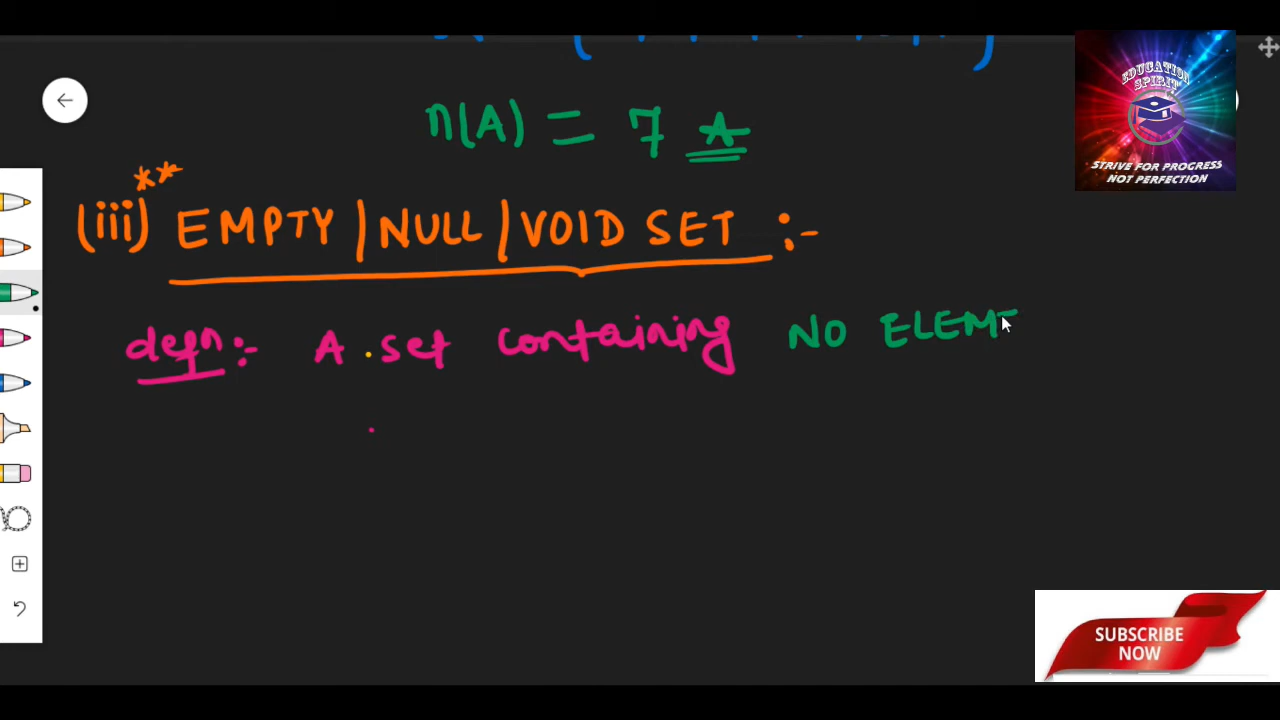 n(A) = 7
(iii)** EMPTY | NULL | VOID SET :-
defn:- A set containing NO ELEM
EDUCATION
SPIRIT
STRIVE FOR PROGRESS
NOT PERFECTION
SUBSCRIBE
NOW